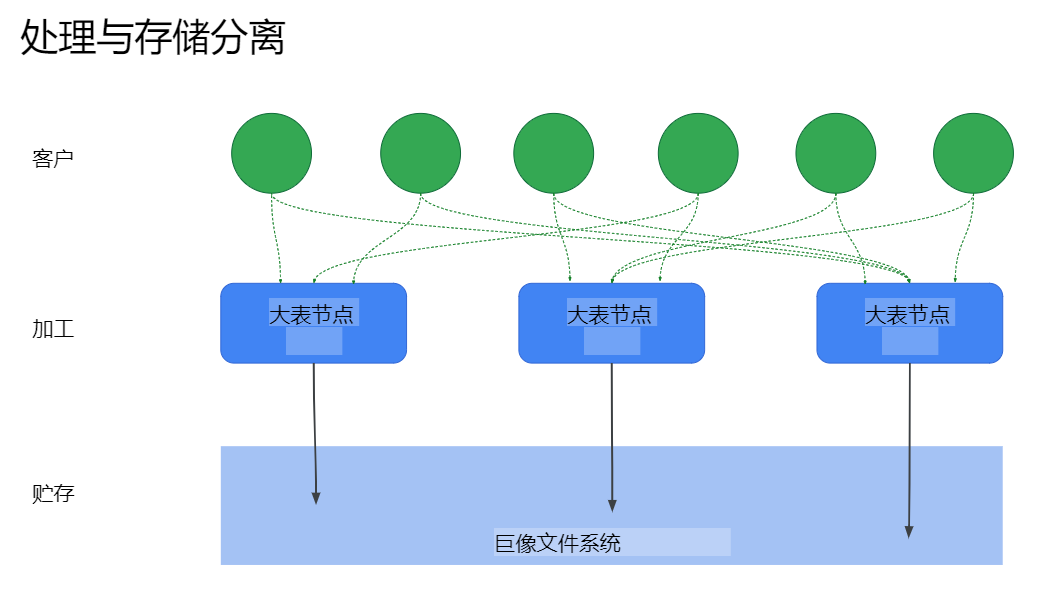 处理与存储分离
客户
加工
大表节点
大表节点
大表节点
贮存
巨像文件系统